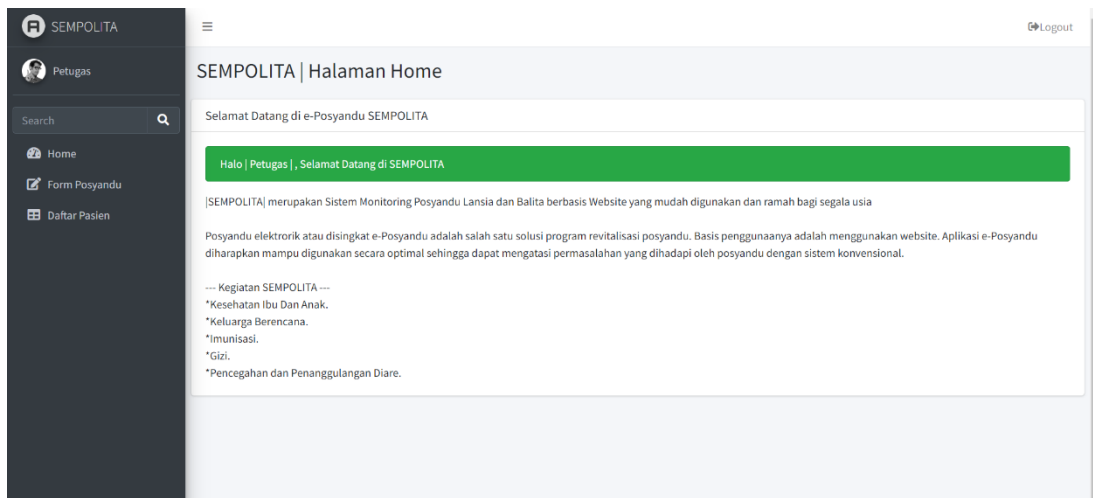 SEMPOLITA
Logout
Petugas
SEMPOLITA | Halaman Home
Search
Selamat Datang di e-Posyandu SEMPOLITA
Home
Form Posyandu
Daftar Pasien
Halo | Petugas | , Selamat Datang di SEMPOLITA
|SEMPOLITA| merupakan Sistem Monitoring Posyandu Lansia dan Balita berbasis Website yang mudah digunakan dan ramah bagi segala usia
Posyandu elektrorik atau disingkat e-Posyandu adalah salah satu solusi program revitalisasi posyandu. Basis penggunaanya adalah menggunakan website. Aplikasi e-Posyandu
diharapkan mampu digunakan secara optimal sehingga dapat mengatasi permasalahan yang dihadapi oleh posyandu dengan sistem konvensional.
--- Kegiatan SEMPOLITA ---
*Kesehatan Ibu Dan Anak.
*Keluarga Berencana.
*Imunisasi.
*Gizi.
*Pencegahan dan Penanggulangan Diare.